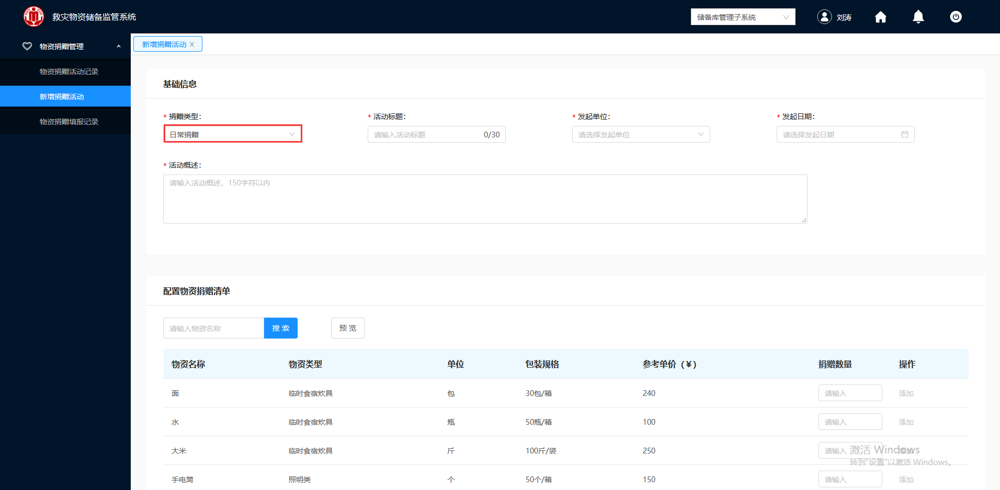 救灾物资储备监管系统
储备库管理子系统
刘涛
物资捐赠管理
物资捐赠活动记录
新增捐赠活动
物资捐赠填报记录
新增捐赠活动
基础信息
* 捐赠类型: * 活动标题: * 发起单位: * 发起日期:
日常捐赠 请输入活动标题 0/30 请选择发起单位 请选择发起日期
* 活动概述:
请输入活动概述，150字符以内
配置物资捐赠清单
请输入物资名称 搜 索 预 览
物资名称 物资类型 单位 包装规格 参考单价（¥） 捐赠数量 操作
面 临时食宿炊具 包 30包/箱 240 请输入 添加
水 临时食宿炊具 瓶 50瓶/箱 100 请输入 添加
大米 临时食宿炊具 斤 100斤/袋 250 请输入 添加
激活 Windows
转到"设置"以激活 Windows。
手电筒 照明类 个 50个/箱 150 请输入 添加